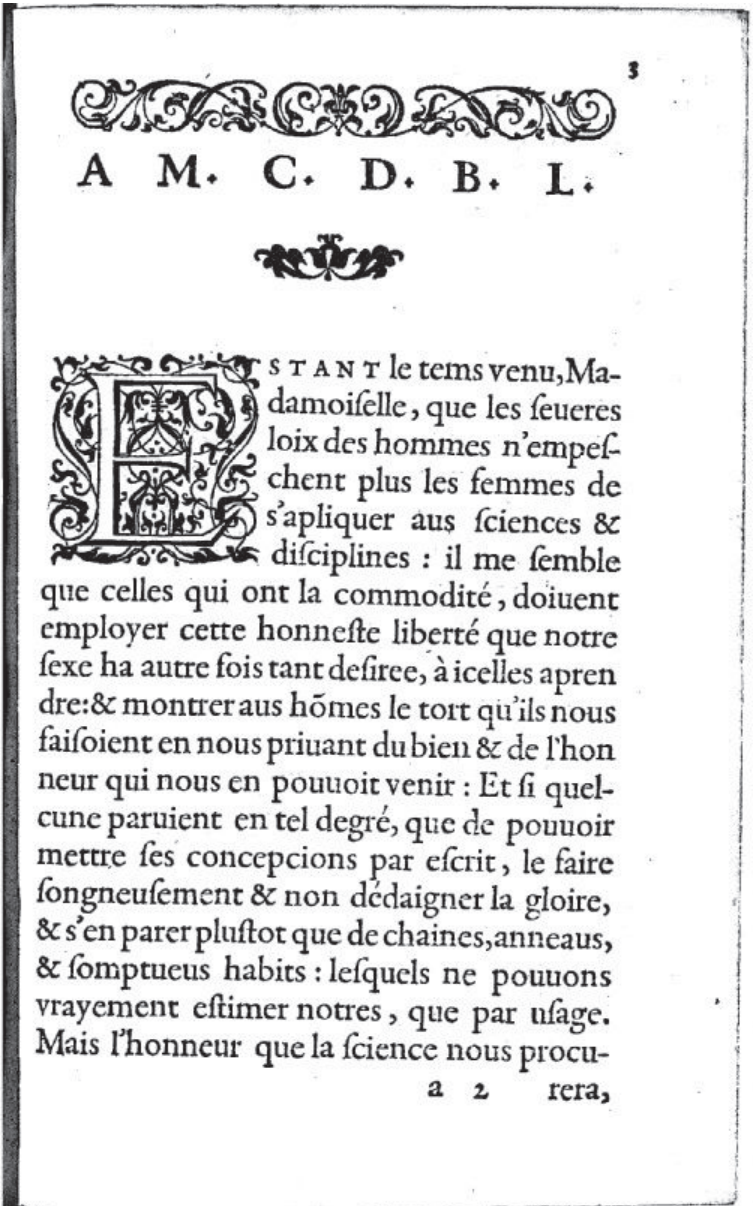 3
A M. C. D. B. L.
ESTANT le tems venu, Ma-
damoiſelle, que les ſeueres
loix des hommes n'empeſ-
chent plus les femmes de
s'apliquer aus ſciences &
diſciplines : il me ſemble
que celles qui ont la commodité, doiuent
employer cette honneſte liberté que notre
ſexe ha autre fois tant deſiree, à icelles apren
dre:& montrer aus hõmes le tort qu'ils nous
faiſoient en nous priuant du bien & de l'hon
neur qui nous en pouuoit venir : Et ſi quel-
cune paruient en tel degré, que de pouuoir
mettre ſes concepcions par eſcrit, le faire
ſongneuſement & non dédaigner la gloire,
& s'en parer pluſtot que de chaines, anneaus,
& ſomptueus habits : leſquels ne pouuons
vrayement eſtimer notres, que par uſage.
Mais l'honneur que la ſcience nous procu-
a 2 rera,